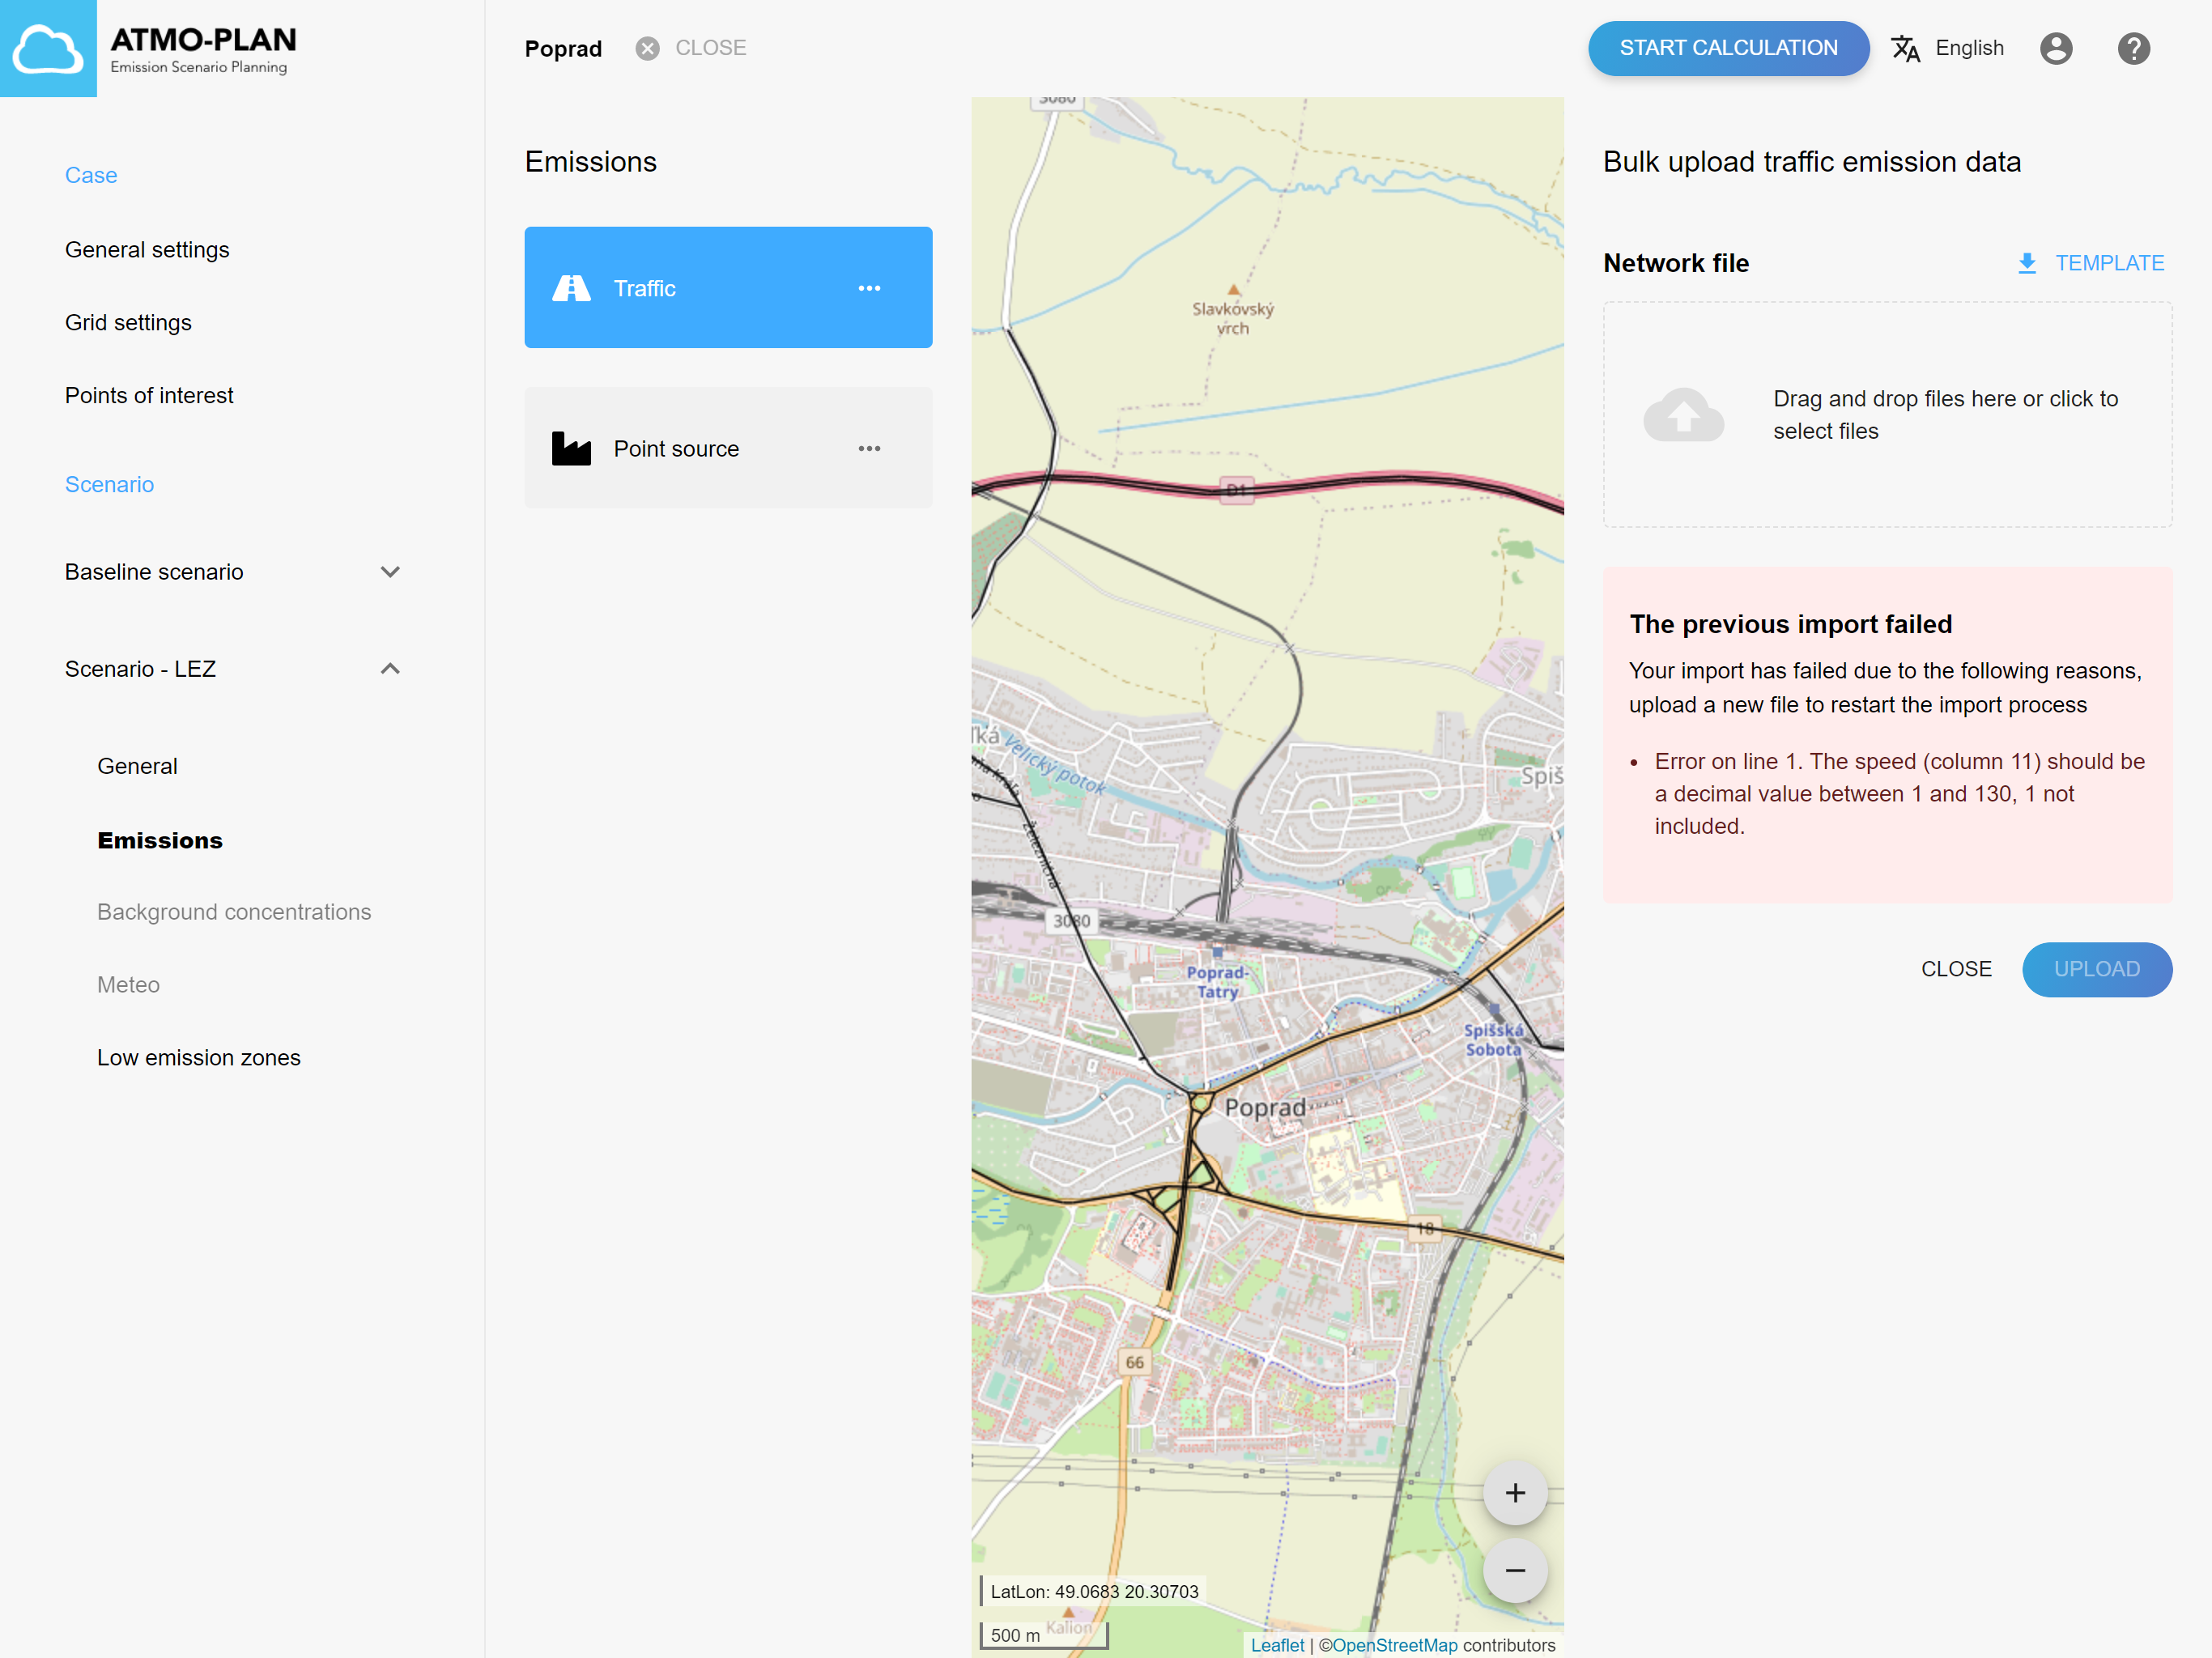 ATMO-PLAN
Emission Scenario Planning
Poprad
CLOSE
START CALCULATION
English
Case
General settings
Grid settings
Points of interest
Scenario
Baseline scenario
Scenario - LEZ
General
Emissions
Background concentrations
Meteo
Low emission zones
Emissions
Traffic
Point source
3080
Slavkovský
vrch
D1
Velický potok
Spiš
Železničná
3080
Poprad-
Tatry
Spišská
Sobota
Poprad
18
66
+
−
LatLon: 49.0683 20.30703
Kalion
500 m
Leaflet | ©OpenStreetMap contributors
Bulk upload traffic emission data
Network file
TEMPLATE
Drag and drop files here or click to
select files
The previous import failed
Your import has failed due to the following reasons,
upload a new file to restart the import process
• Error on line 1. The speed (column 11) should be
a decimal value between 1 and 130, 1 not
included.
CLOSE
UPLOAD